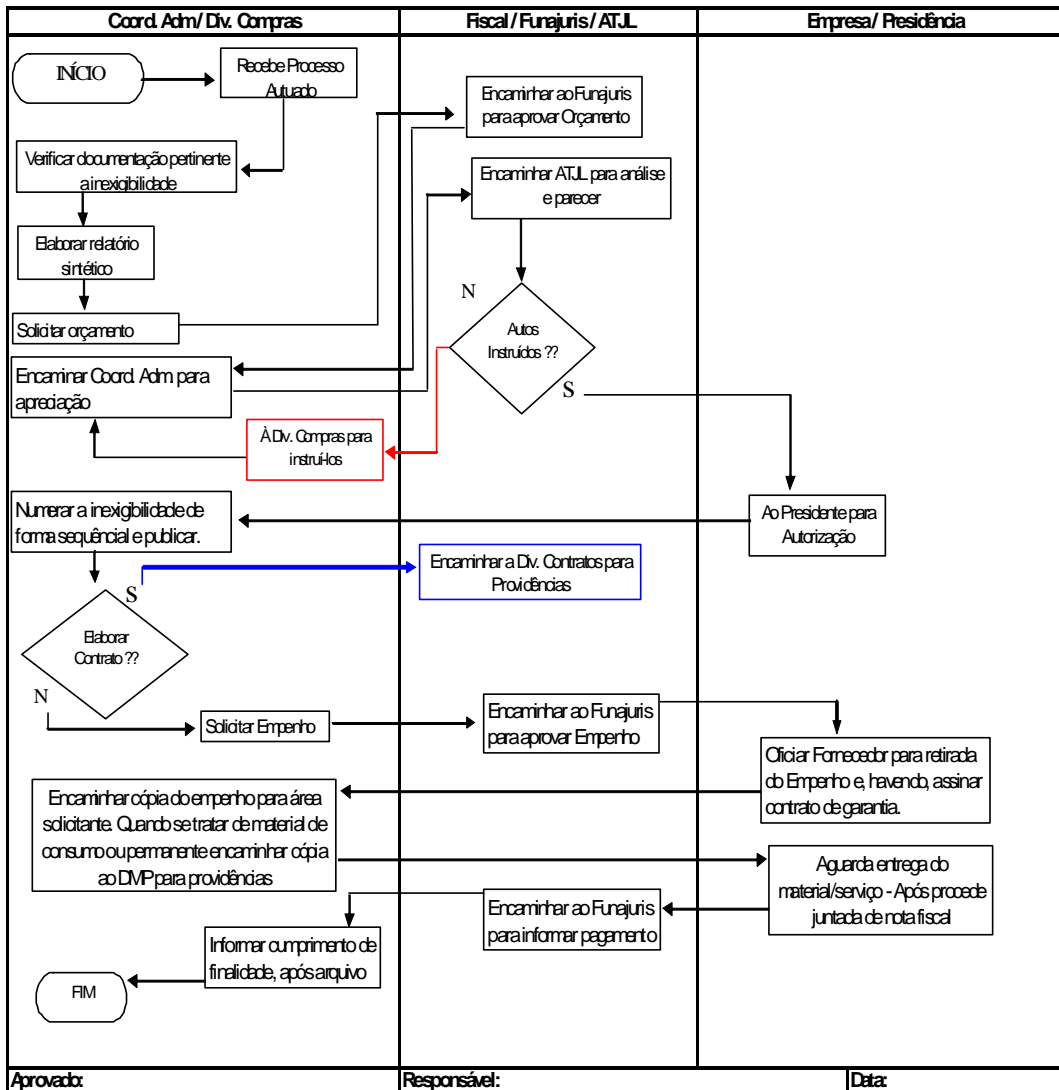 Coord. Adm / Div. Compras
Fiscal / Funajuris / ATJL
Empresa / Presidência
INÍCIO
Recebe Processo
Autuado
Encaminhar ao Funajuris
para aprovar Orçamento
Verificar documentação pertinente
a inexigibilidade
Encaminhar ATJL para análise
e parecer
Elaborar relatório
sintético
N
Solicitar orçamento
Autos
Instruídos ??
S
Encaminar Coord. Adm. para
apreciação
À Div. Compras para
instruí-los
Numerar a inexigibilidade de
forma sequêncial e publicar.
Ao Presidente para
Autorização
Encaminhar a Div. Contratos para
Providências
S
Elaborar
Contrato ??
N
Solicitar Empenho
Encaminhar ao Funajuris
para aprovar Empenho
Oficiar Fornecedor para retirada
do Empenho e, havendo, assinar
contrato de garantia.
Encaminhar cópia do empenho para área
solicitante. Quando se tratar de material de
consumo ou permanente encaminhar cópia
ao DMP para providências
Aguarda entrega do
material/serviço - Após procede
juntada de nota fiscal
Encaminhar ao Funajuris
para informar pagamento
Informar cumprimento de
finalidade, após arquivo
FIM
Aprovado:
Responsável:
Data: